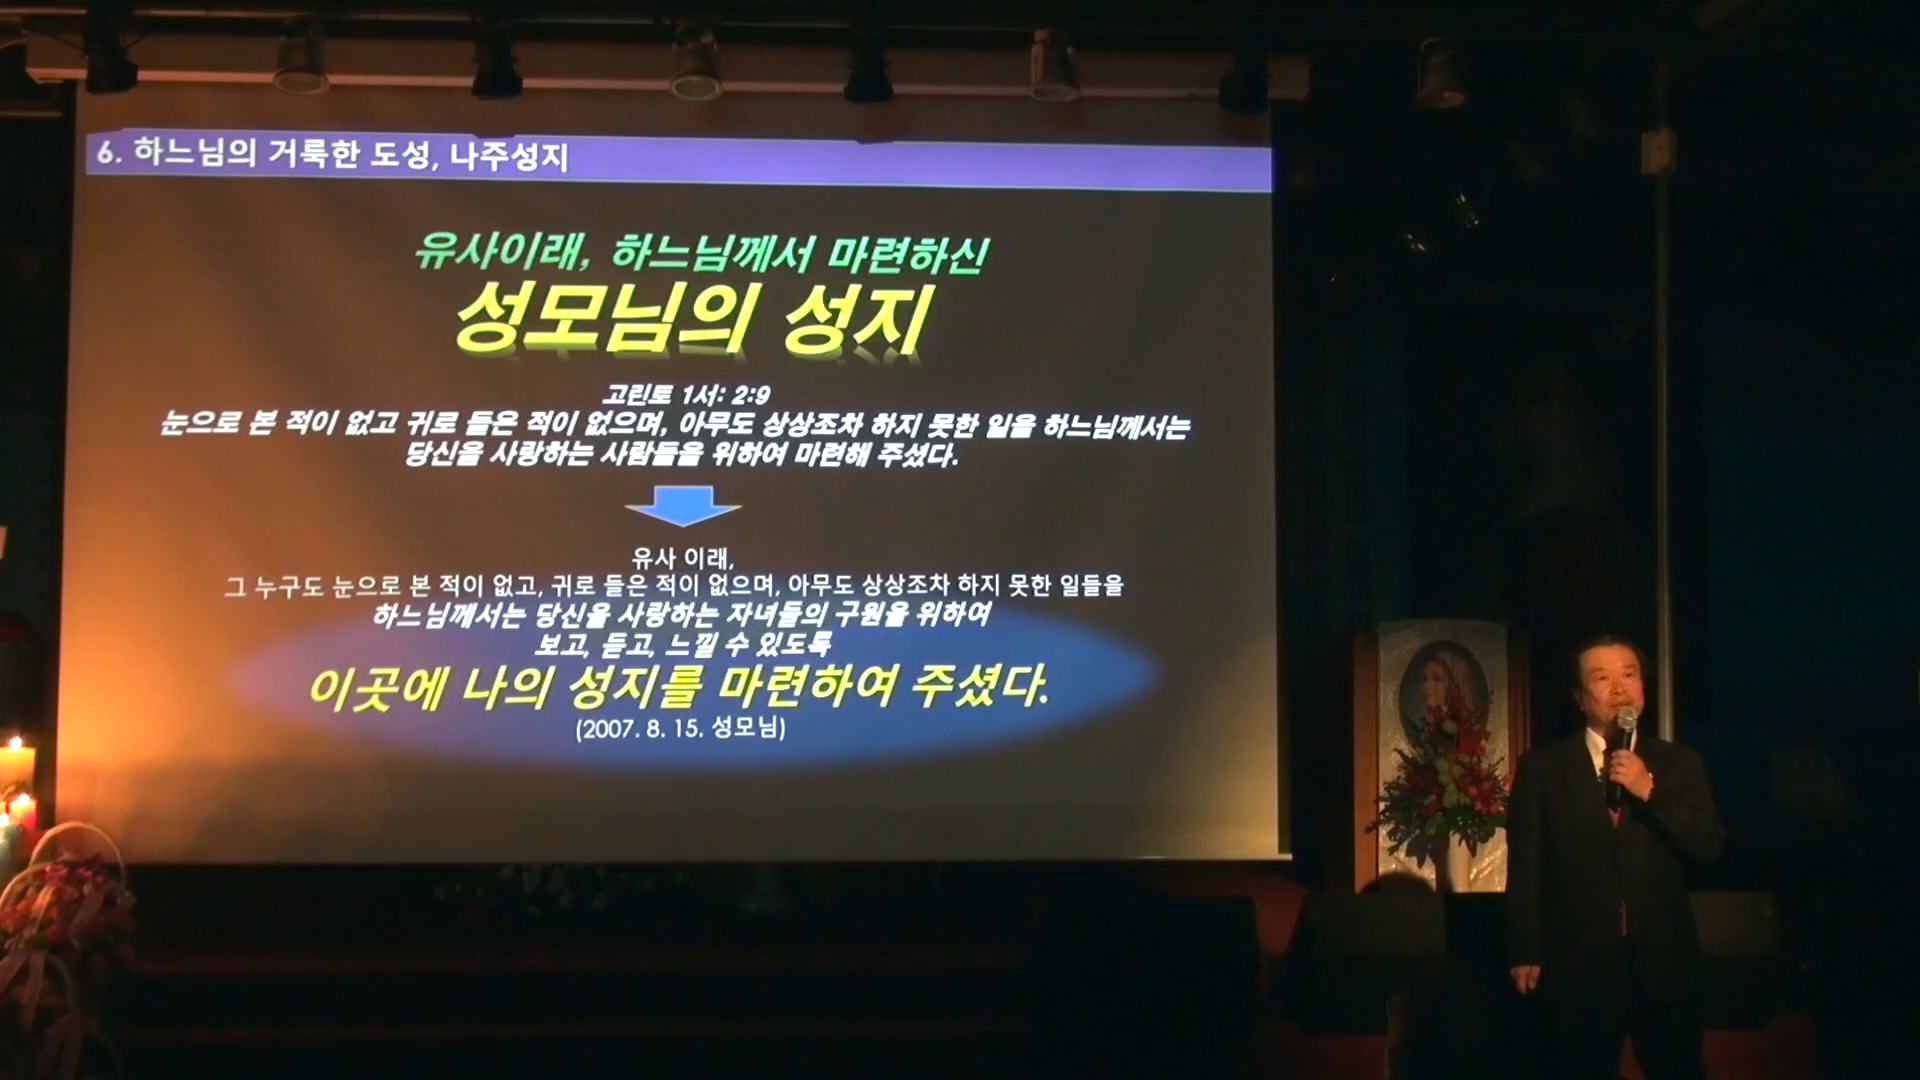 6. 하느님의 거룩한 도성, 나주성지
유사이래, 하느님께서 마련하신
성모님의 성지
고린토 1서: 2:9
눈으로 본 적이 없고 귀로 들은 적이 없으며, 아무도 상상조차 하지 못한 일을 하느님께서는
당신을 사랑하는 사람들을 위하여 마련해 주셨다.
유사 이래,
그 누구도 눈으로 본 적이 없고, 귀로 들은 적이 없으며, 아무도 상상조차 하지 못한 일들을
하느님께서는 당신을 사랑하는 자녀들의 구원을 위하여
보고, 듣고, 느낄 수 있도록
이곳에 나의 성지를 마련하여 주셨다.
(2007. 8. 15. 성모님)